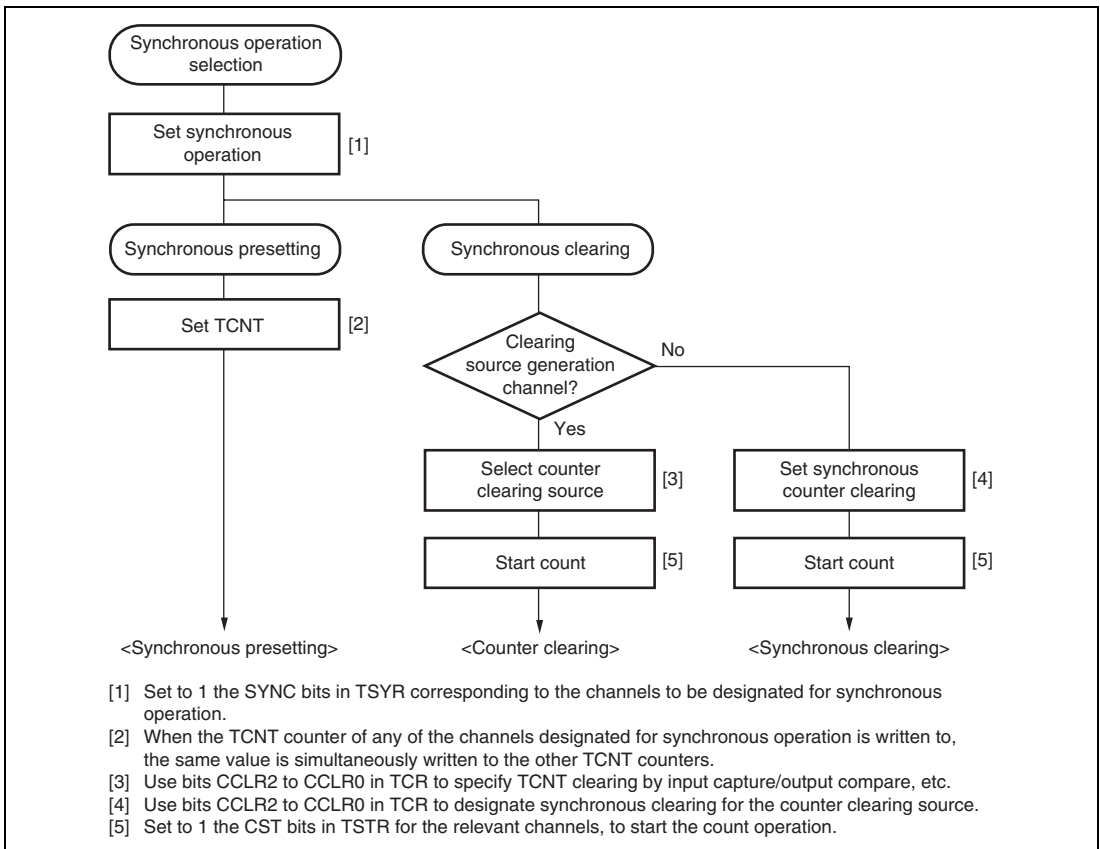 Synchronous operation
selection
Set synchronous
operation
[1]
Synchronous presetting
Synchronous clearing
Set TCNT
[2]
Clearing
source generation
channel?
No
Yes
Select counter
clearing source
[3]
Set synchronous
counter clearing
[4]
Start count
[5]
Start count
[5]
<Synchronous presetting>
<Counter clearing>
<Synchronous clearing>
[1] Set to 1 the SYNC bits in TSYR corresponding to the channels to be designated for synchronous
operation.
[2] When the TCNT counter of any of the channels designated for synchronous operation is written to,
the same value is simultaneously written to the other TCNT counters.
[3] Use bits CCLR2 to CCLR0 in TCR to specify TCNT clearing by input capture/output compare, etc.
[4] Use bits CCLR2 to CCLR0 in TCR to designate synchronous clearing for the counter clearing source.
[5] Set to 1 the CST bits in TSTR for the relevant channels, to start the count operation.